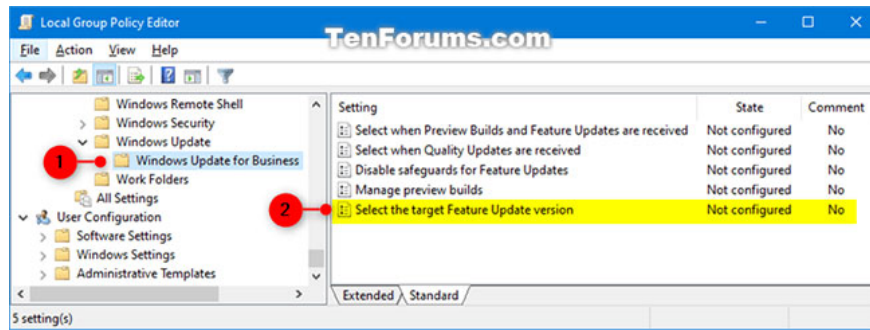 Local Group Policy Editor
TenForums.com
File Action View Help
Windows Remote Shell
Windows Security
Windows Update
1
Windows Update for Business
Work Folders
All Settings
User Configuration
Software Settings
Windows Settings
Administrative Templates
Setting State Comment
Select when Preview Builds and Feature Updates are received Not configured No
Select when Quality Updates are received Not configured No
Disable safeguards for Feature Updates Not configured No
Manage preview builds Not configured No
2
Select the target Feature Update version Not configured No
Extended Standard
5 setting(s)